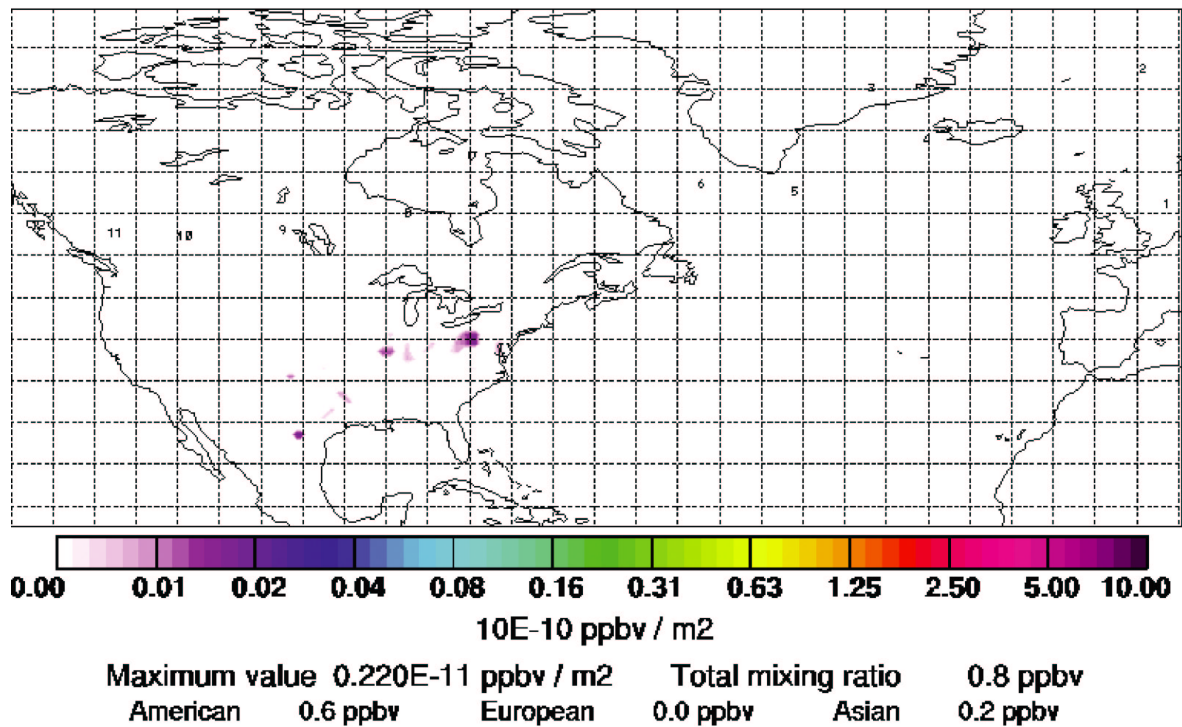 2
3
4
7
6
5
1
8
9
11
10
0.00 0.01 0.02 0.04 0.08 0.16 0.31 0.63 1.25 2.50 5.00 10.00
10E-10 ppbv / m2
Maximum value 0.220E-11 ppbv / m2 Total mixing ratio 0.8 ppbv
American 0.6 ppbv European 0.0 ppbv Asian 0.2 ppbv